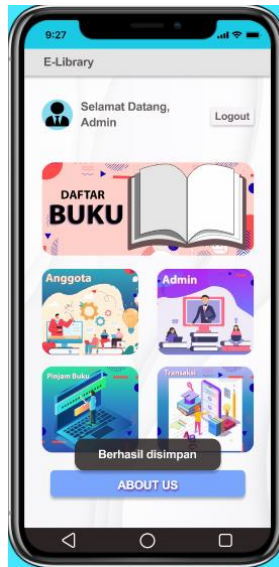 9:27
E-Library
Selamat Datang,
Admin
Logout
DAFTAR
BUKU
Anggota
Admin
Pinjam Buku
Transaksi
Berhasil disimpan
ABOUT US